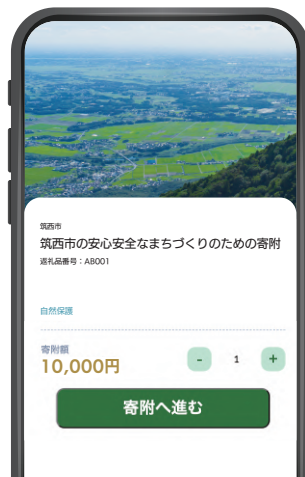 筑西市
筑西市の安心安全なまちづくりのための寄附
返礼品番号：AB001
自然保護
寄附額
10,000円
- 1 +
寄附へ進む